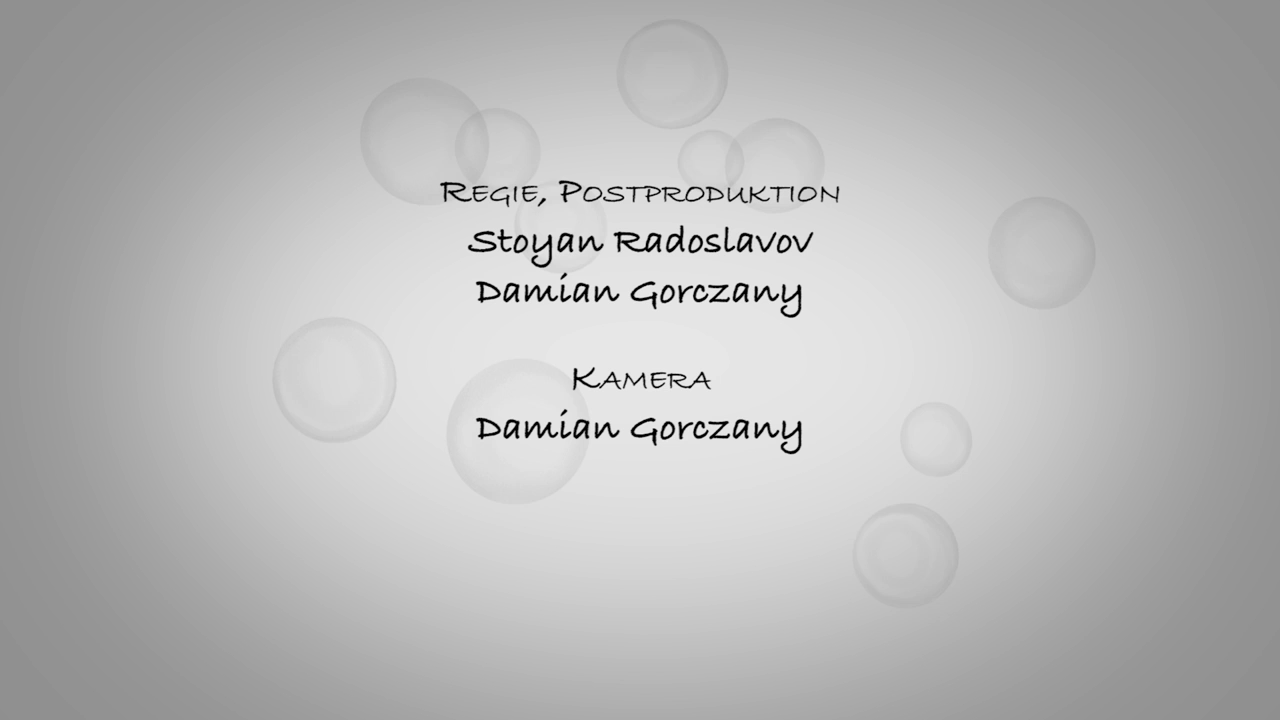 Regie, Postproduktion
Stoyan Radoslavov
Damian Gorczany
Kamera
Damian Gorczany